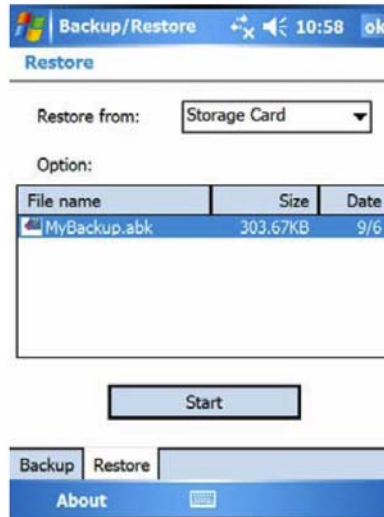 Backup/Restore 10:58 ok
Restore
Restore from: Storage Card
Option:
File name Size Date
MyBackup.abk 303.67KB 9/6
Start
Backup Restore
About